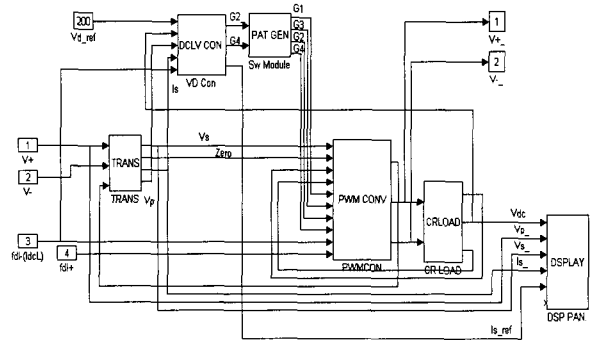 200
Vd_ref
DCLV CON
VD Con
G2
G4
PAT GEN
Sw Module
G1
G3
G2
G4
1
V+_
2
V-_
Is
1
V+
2
V-
TRANS
TRANS
Vs
Zero
Vp
PWM CONV
PWMCON
CRLOAD
CR LOAD
3
fdi-(IdcL)
4
fdi+
Vdc
Vp_
Vs_
Is_
Is_ref
DSPLAY
DSP PAN